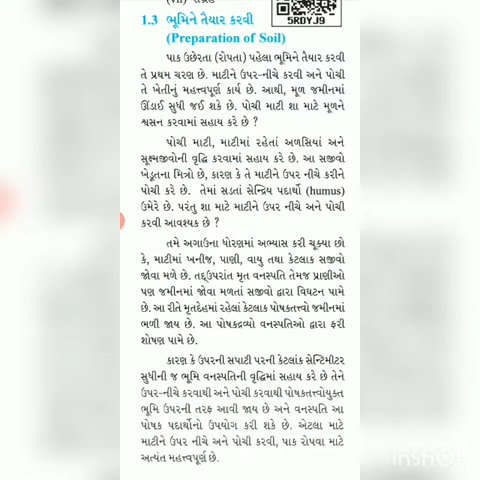 (vii) સંગ્રહ
5RDYJ9
1.3 ભૂમિને તૈયાર કરવી
(Preparation of Soil)
પાક ઉછેરતા (રોપતા) પહેલા ભૂમિને તૈયાર કરવી
તે પ્રથમ ચરણ છે. માટીને ઉપર-નીચે કરવી અને પોચી
તે ખેતીનું મહત્ત્વપૂર્ણ કાર્ય છે. આથી, મૂળ જમીનમાં
ઊંડાઈ સુધી જઈ શકે છે. પોચી માટી શા માટે મૂળને
શ્વસન કરવામાં સહાય કરે છે ?
પોચી માટી, માટીમાં રહેતાં અળસિયાં અને
સૂક્ષ્મજીવોની વૃદ્ધિ કરવામાં સહાય કરે છે. આ સજીવો
ખેડૂતના મિત્રો છે, કારણ કે તે માટીને ઉપર નીચે કરીને
પોચી કરે છે. તેમાં સડતાં સેન્દ્રિય પદાર્થો (humus)
ઉમેરે છે. પરંતુ શા માટે માટીને ઉપર નીચે અને પોચી
કરવી આવશ્યક છે ?
તમે અગાઉના ધોરણમાં અભ્યાસ કરી ચૂક્યા છો
કે, માટીમાં ખનીજ, પાણી, વાયુ તથા કેટલાક સજીવો
જોવા મળે છે. તદ્દઉપરાંત મૃત વનસ્પતિ તેમજ પ્રાણીઓ
પણ જમીનમાં જોવા મળતાં સજીવો દ્વારા વિઘટન પામે
છે. આ રીતે મૃતદેહમાં રહેલાં કેટલાક પોષકતત્ત્વો જમીનમાં
ભળી જાય છે. આ પોષકદ્રવ્યો વનસ્પતિઓ દ્વારા ફરી
શોષણ પામે છે.
કારણ કે ઉપરની સપાટી પરની કેટલાંક સેન્ટિમીટર
સુધીની જ ભૂમિ વનસ્પતિની વૃદ્ધિમાં સહાય કરે છે તેને
ઉપર-નીચે કરવાથી અને પોચી કરવાથી પોષકતત્ત્વોયુક્ત
ભૂમિ ઉપરની તરફ આવી જાય છે અને વનસ્પતિ આ
પોષક પદાર્થોનો ઉપયોગ કરી શકે છે. એટલા માટે
માટીને ઉપર નીચે અને પોચી કરવી, પાક રોપવા માટે
અત્યંત મહત્ત્વપૂર્ણ છે.
InShOt